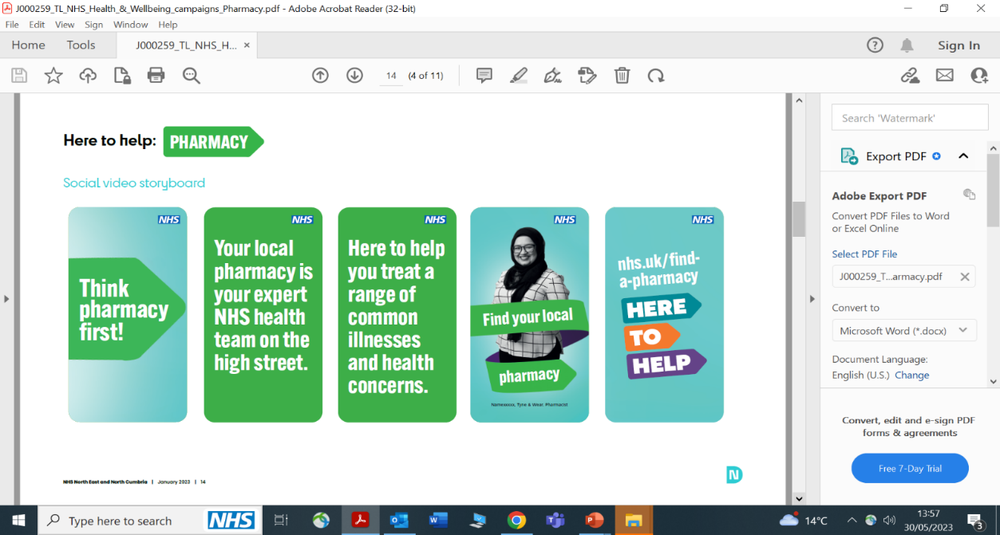 J000259_TL_NHS_Health_&_Wellbeing_campaigns_Pharmacy.pdf - Adobe Acrobat Reader (32-bit)
File Edit View Sign Window Help
Home Tools J000259_TL_NHS_H... × Sign In
14 (4 of 11)
Here to help: PHARMACY
Social video storyboard
NHS
Think
pharmacy
first!
NHS
Your local
pharmacy is
your expert
NHS health
team on the
high street.
NHS
Here to help
you treat a
range of
common
illnesses
and health
concerns.
NHS
Find your local
pharmacy
Namexxxxx, Tyne & Wear. Pharmacist
NHS
nhs.uk/find-
a-pharmacy
HERE
TO
HELP
NHS North East and North Cumbria | January 2023 | 14
N
Search 'Watermark'
Export PDF
Adobe Export PDF
Convert PDF Files to Word
or Excel Online
Select PDF File
J000259_T...armacy.pdf
Convert to
Microsoft Word (*.docx)
Document Language:
English (U.S.) Change
Convert, edit and e-sign PDF
forms & agreements
Free 7-Day Trial
Type here to search NHS
14°C
13:57
30/05/2023
3